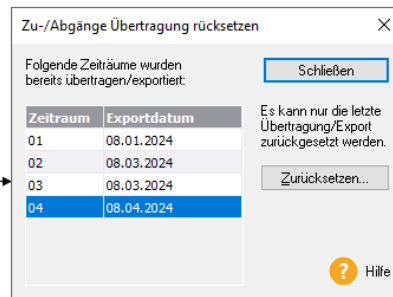 Zu-/Abgänge Übertragung rücksetzen
Folgende Zeiträume wurden
bereits übertragen/exportiert:
Schließen
Zeitraum Exportdatum
01 08.01.2024
02 08.03.2024
03 08.03.2024
04 08.04.2024
Es kann nur die letzte
Übertragung/Export
zurückgesetzt werden.
Zurücksetzen...
? Hilfe